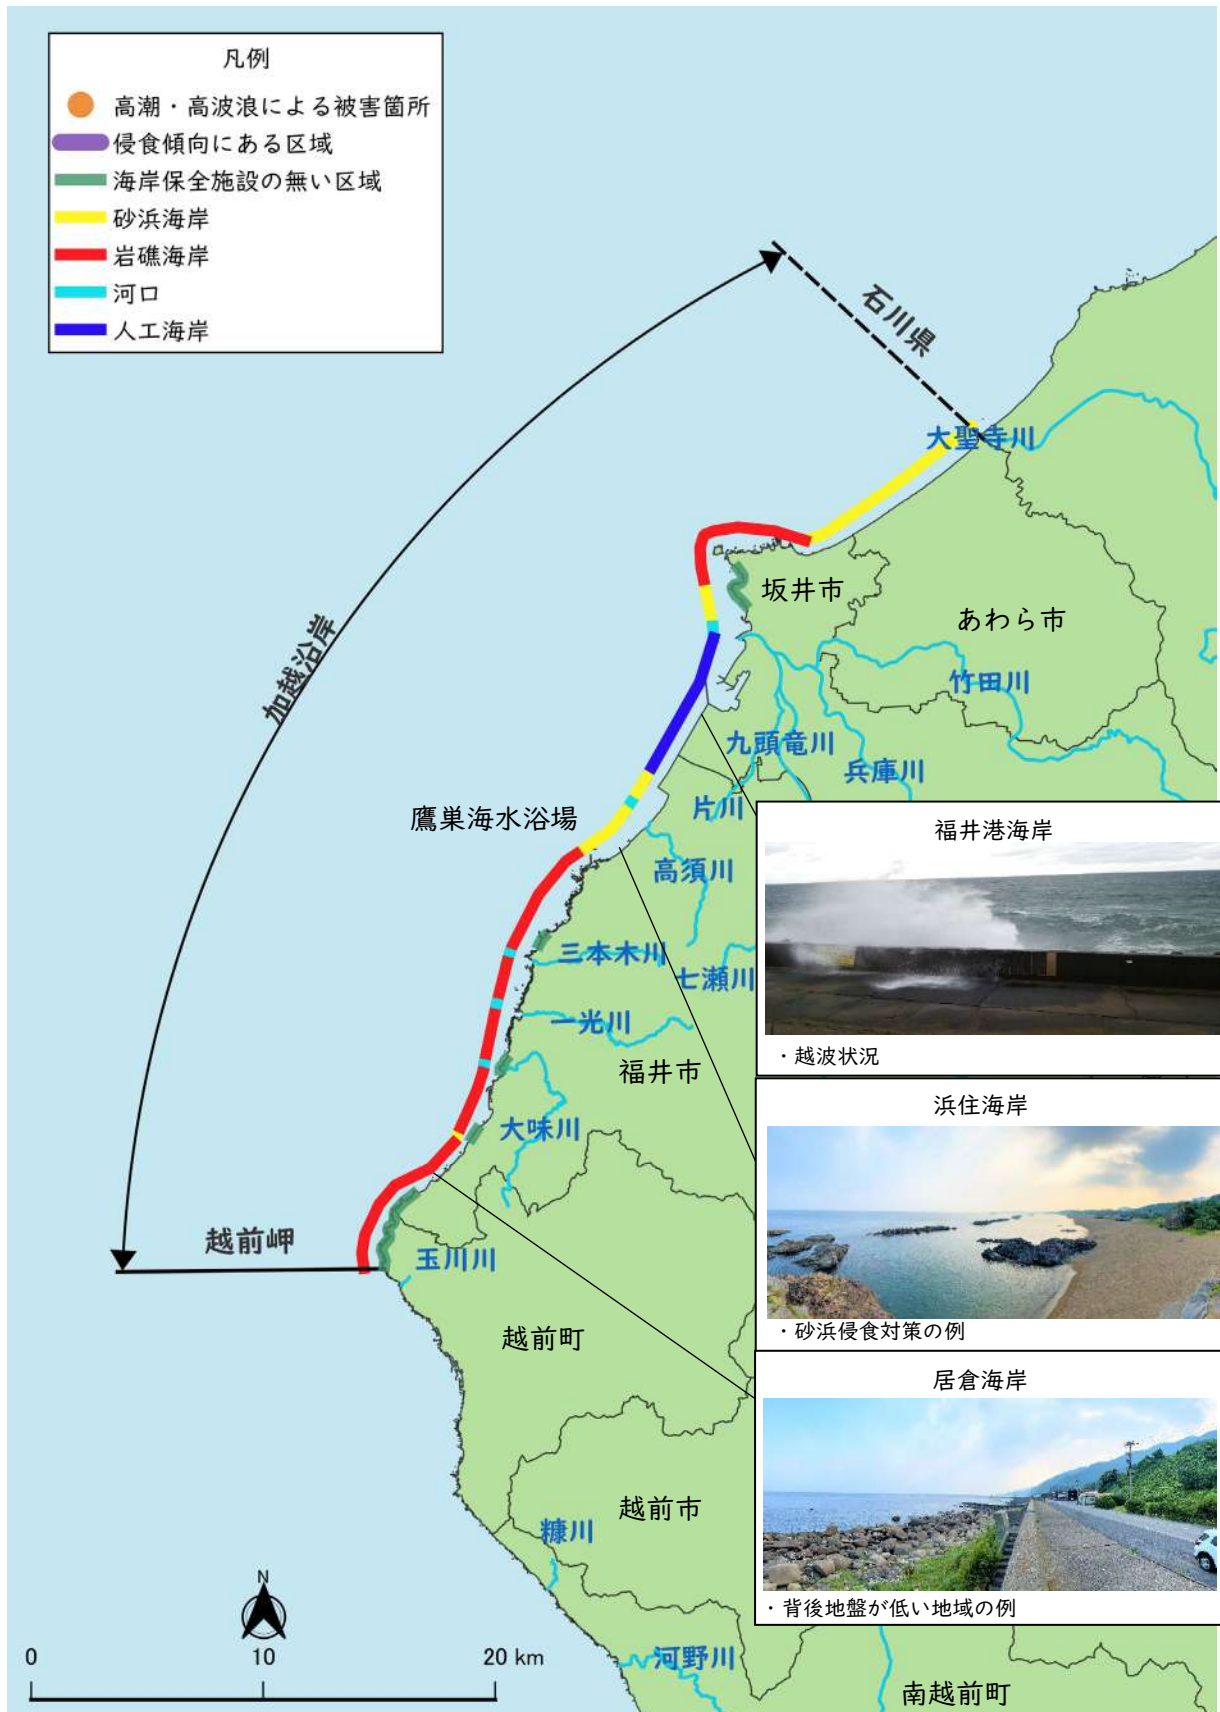 凡例
高潮・高波浪による被害箇所
侵食傾向にある区域
海岸保全施設の無い区域
砂浜海岸
岩礁海岸
河口
人工海岸
石川県
大聖寺川
加越沿岸
坂井市
あわら市
竹田川
九頭竜川
兵庫川
片川
鷹巣海水浴場
高須川
三本木川
七瀬川
一光川
福井市
大味川
越前岬
玉川川
越前町
越前市
糠川
河野川
南越前町
福井港海岸
・越波状況
浜住海岸
・砂浜侵食対策の例
居倉海岸
・背後地盤が低い地域の例
N
0 10 20 km